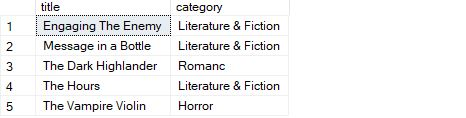 title category
1 Engaging The Enemy Literature & Fiction
2 Message in a Bottle Literature & Fiction
3 The Dark Highlander Romanc
4 The Hours Literature & Fiction
5 The Vampire Violin Horror